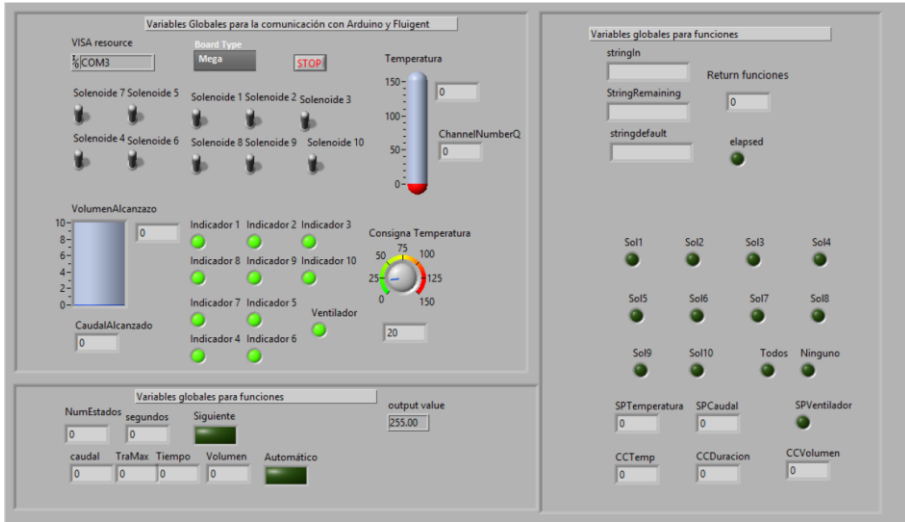 Variables Globales para la comunicación con Arduino y Fluigent
VISA resource
COM3
Board Type
Mega
STOP
Temperatura
150
100
50
0
0
ChannelNumberQ
0
Solenoide 7 Solenoide 5 Solenoide 1 Solenoide 2 Solenoide 3
Solenoide 4 Solenoide 6 Solenoide 8 Solenoide 9 Solenoide 10
VolumenAlcanzazo
10
8
6
4
2
0
CaudalAlcanzado
0
Indicador 1 Indicador 2 Indicador 3
Indicador 8 Indicador 9 Indicador 10
Indicador 7 Indicador 5
Ventilador
Indicador 4 Indicador 6
Consigna Temperatura
0
25
50
75
100
125
150
20
Variables globales para funciones
NumEstados segundos Siguiente
0 0
output value
255.00
caudal TraMax Tiempo Volumen Automático
0 0 0 0
Variables globales para funciones
stringIn
Return funciones
0
StringRemaining
stringdefault
elapsed
Sol1 Sol2 Sol3 Sol4
Sol5 Sol6 Sol7 Sol8
Sol9 Sol10 Todos Ninguno
SPTemperatura SPCaudal SPVentilador
0 0
CCTemp CCDuracion CCVolumen
0 0 0